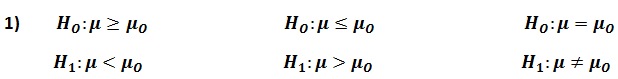 1) H₀: μ ≥ μ₀ H₀: μ ≤ μ₀ H₀: μ = μ₀
H₁: μ < μ₀ H₁: μ > μ₀ H₁: μ ≠ μ₀